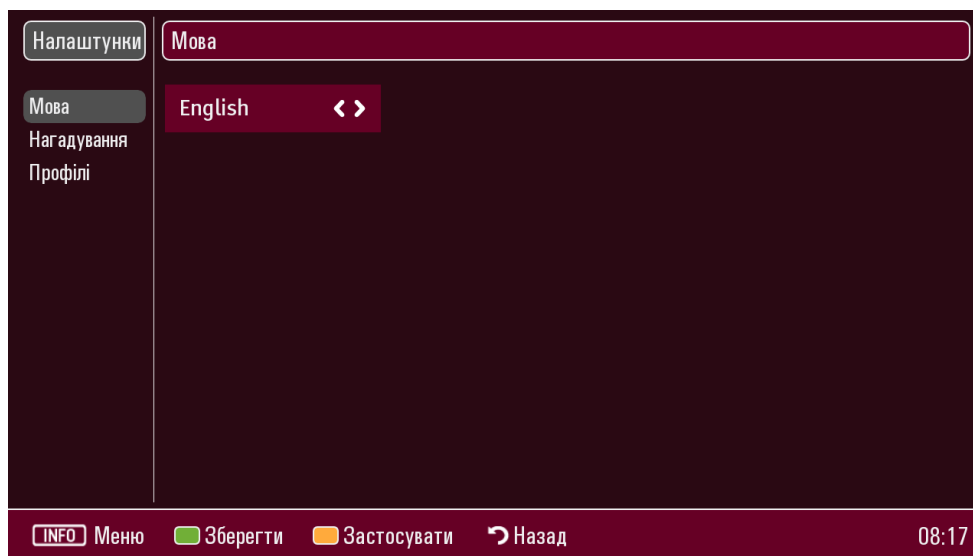 Налаштунки
Мова
Мова
English
Нагадування
Профілі
INFO Меню Зберегти Застосувати Назад 08:17